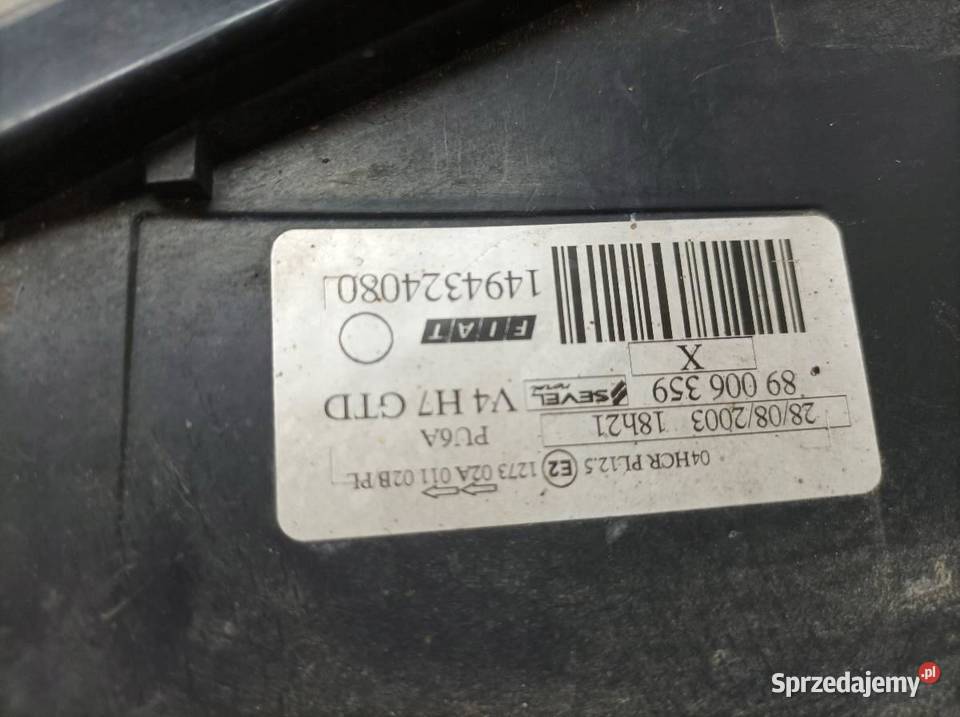 04HCR PL12.5 E2 1273 02A 011 02B PL
28/08/2003 18h21 PU6A
89 006 359 SEVEL V4 H7 GTD
X
FIAT
1494324080
Sprzedajemy.pl